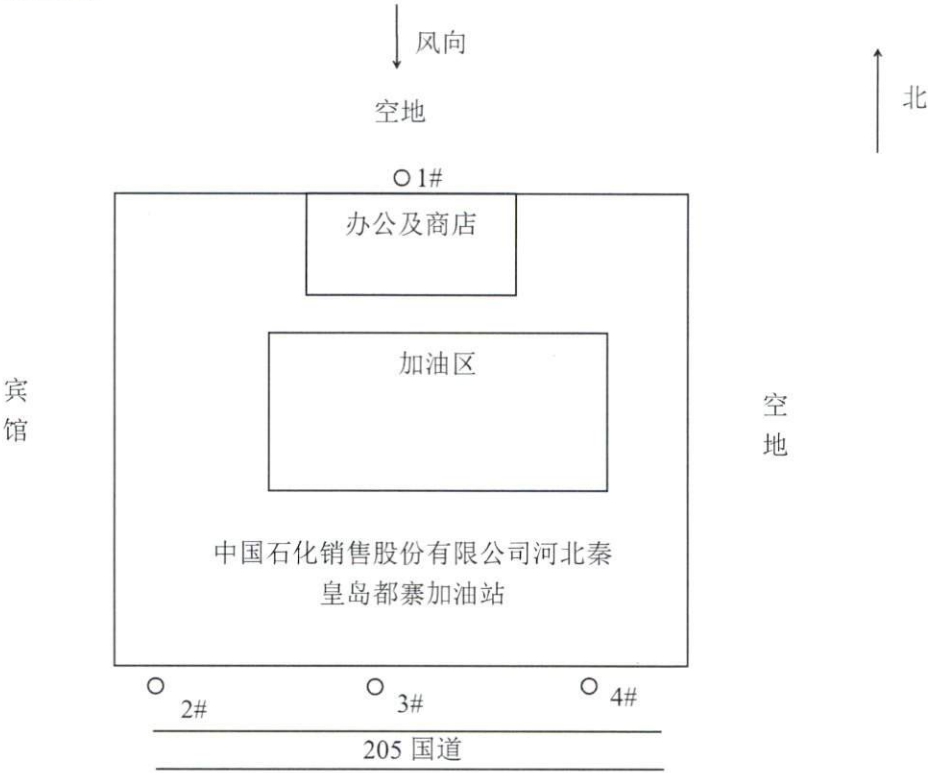 风向
北
空地
1#
办公及商店
加油区
宾
馆
空
地
中国石化销售股份有限公司河北秦
皇岛都寨加油站
2#
3#
4#
205 国道